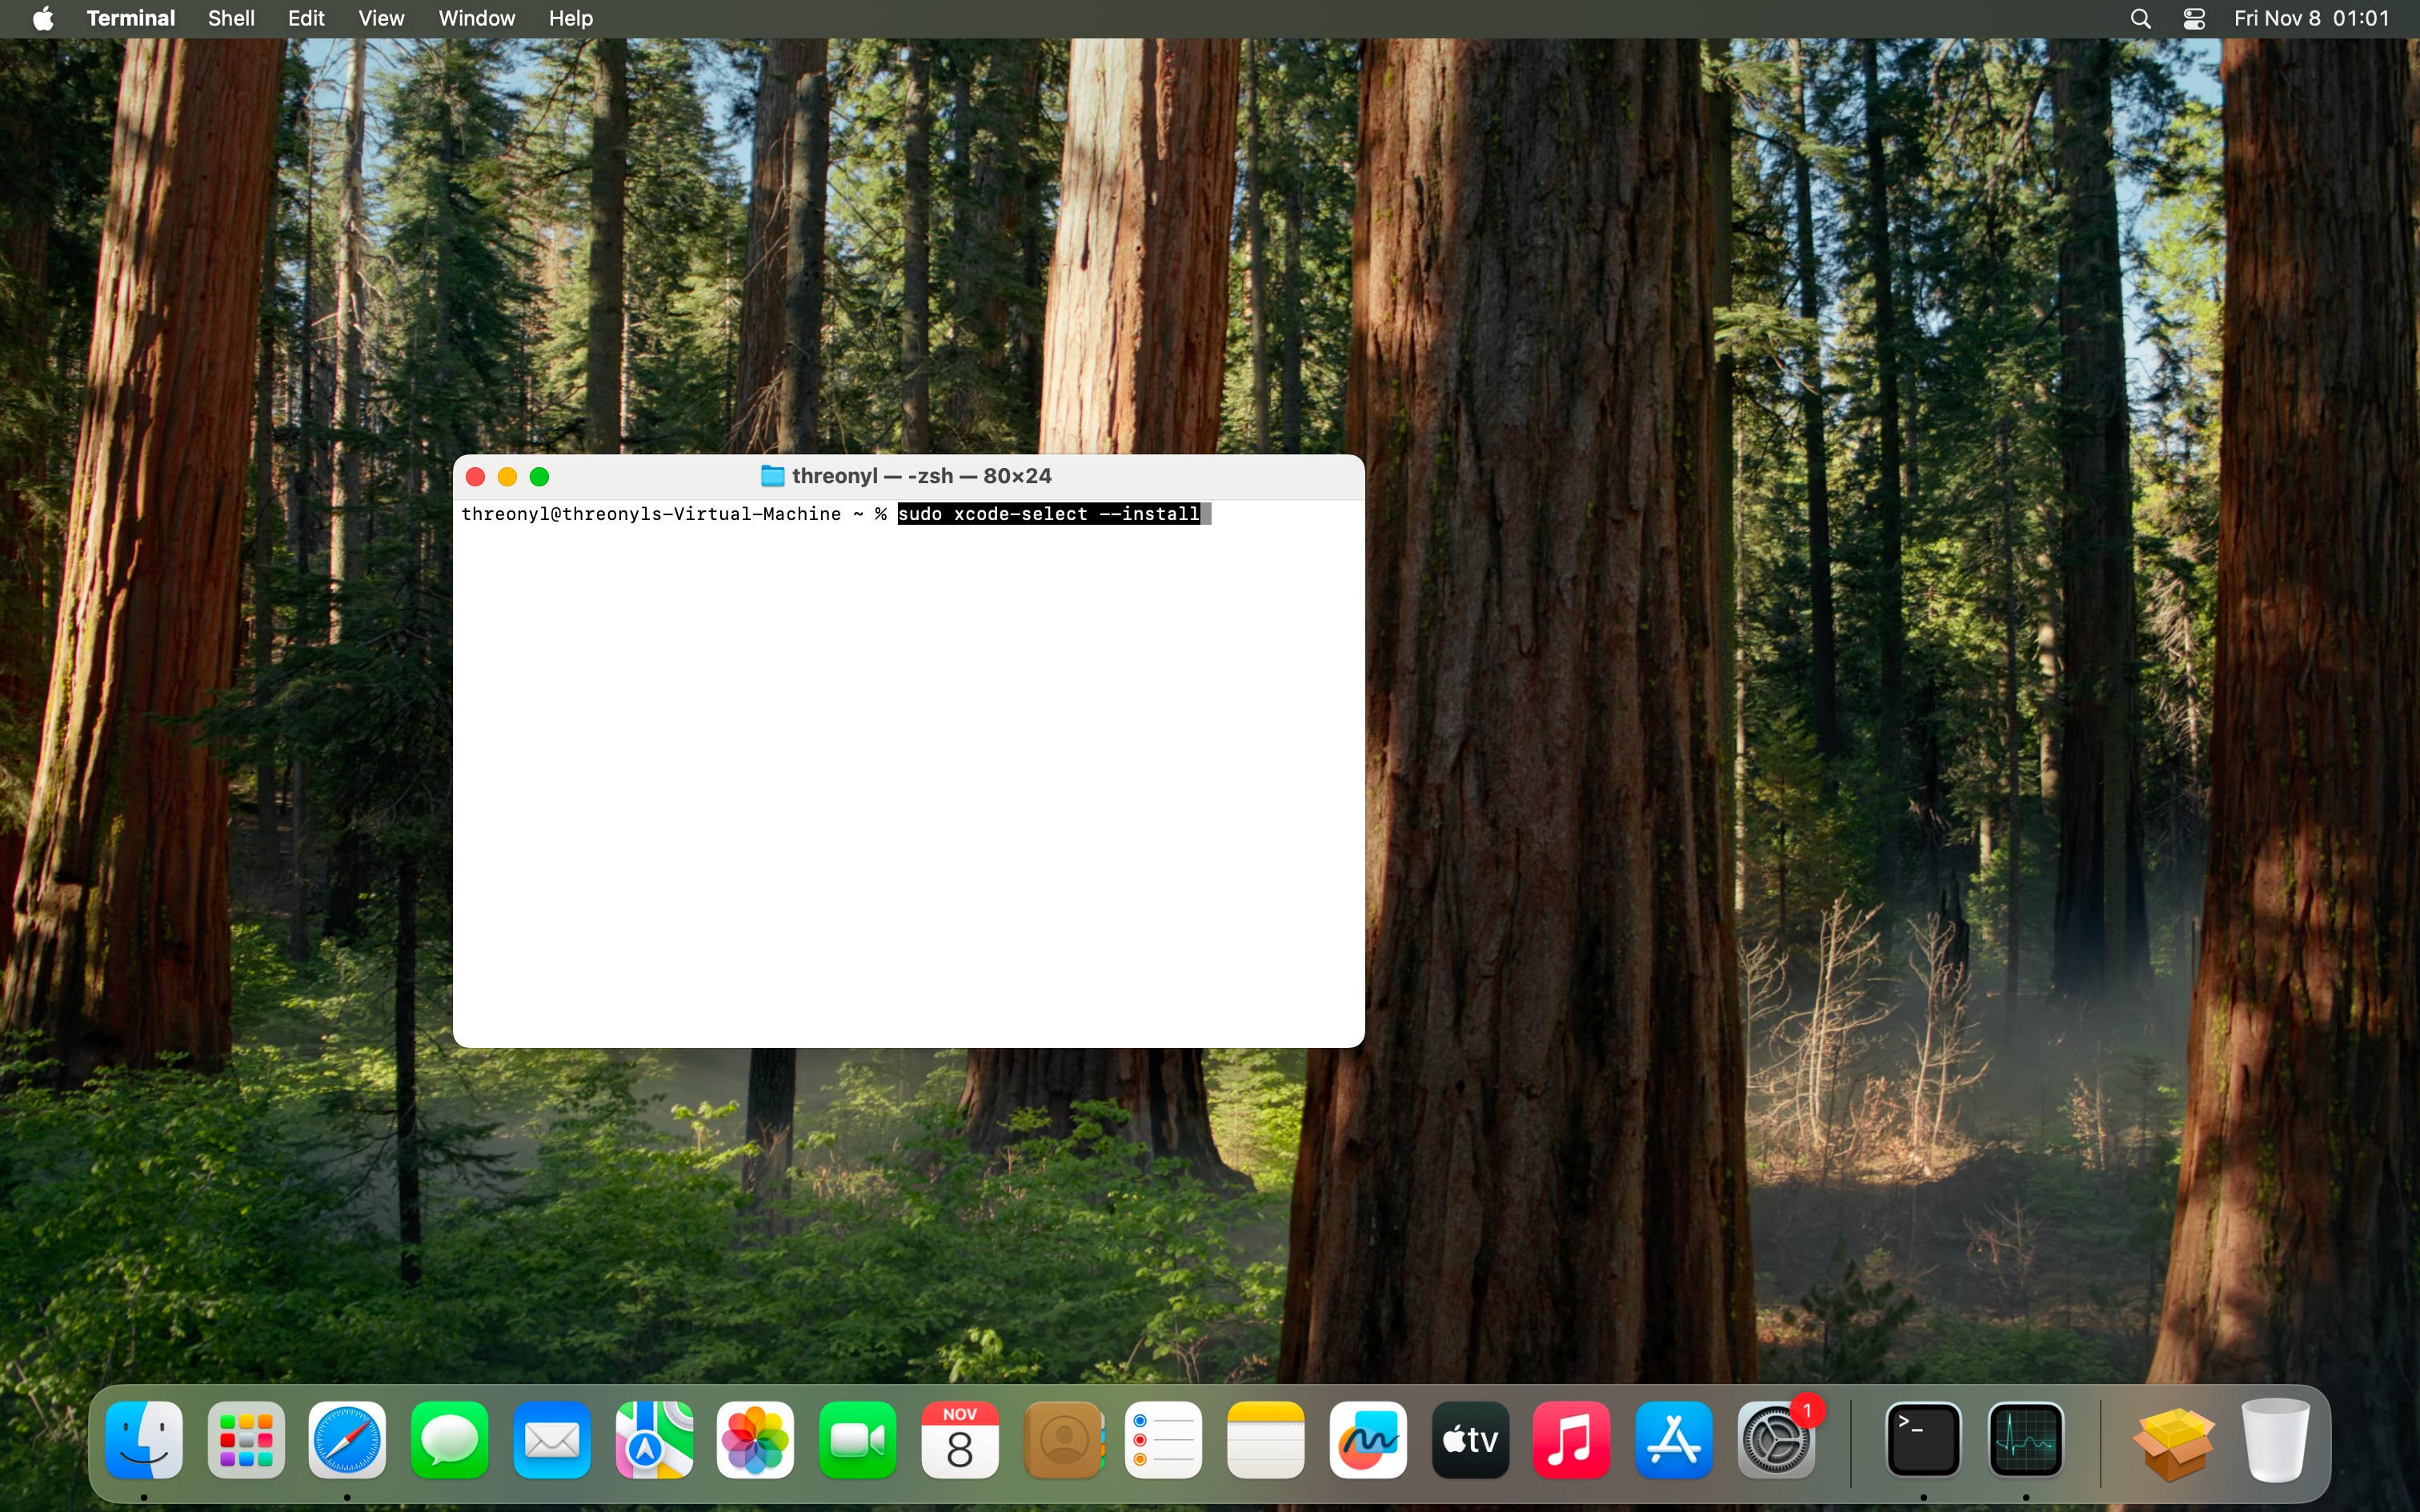 Terminal Shell Edit View Window Help Fri Nov 8 01:01
threonyl — -zsh — 80×24
threonyl@threonyls-Virtual-Machine ~ % sudo xcode-select --install
NOV
8
tv
1
>_